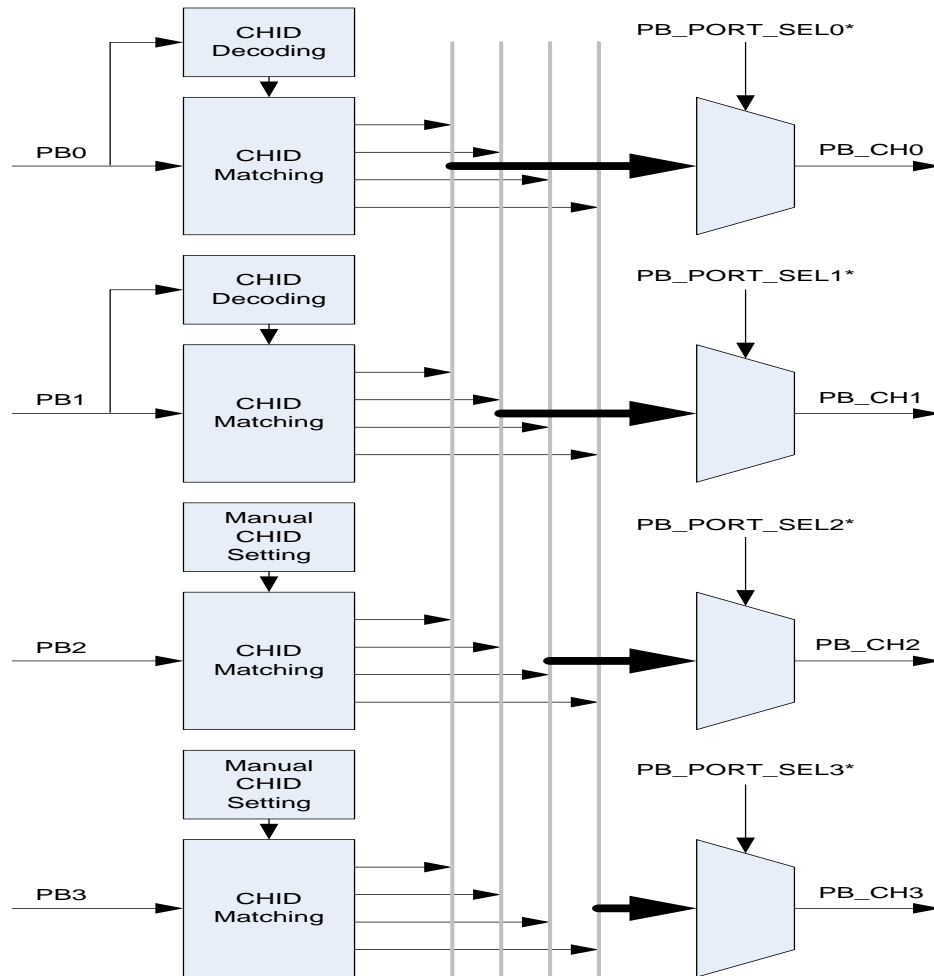 CHID
Decoding
PB_PORT_SEL0*
PB0
CHID
Matching
PB_CH0
CHID
Decoding
PB_PORT_SEL1*
PB1
CHID
Matching
PB_CH1
Manual
CHID
Setting
PB_PORT_SEL2*
PB2
CHID
Matching
PB_CH2
Manual
CHID
Setting
PB_PORT_SEL3*
PB3
CHID
Matching
PB_CH3